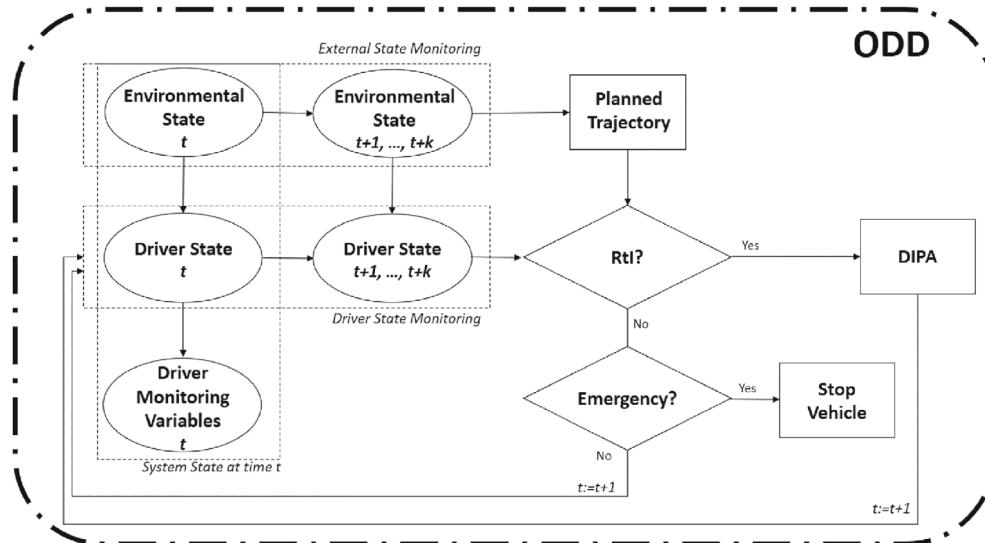 ODD
External State Monitoring
Environmental
State
t
Environmental
State
t+1, ..., t+k
Planned
Trajectory
Driver State
t
Driver State
t+1, ..., t+k
RtI?
Yes
DIPA
Driver State Monitoring
No
Driver
Monitoring
Variables
t
Emergency?
Yes
Stop
Vehicle
System State at time t
No
t:=t+1
t:=t+1